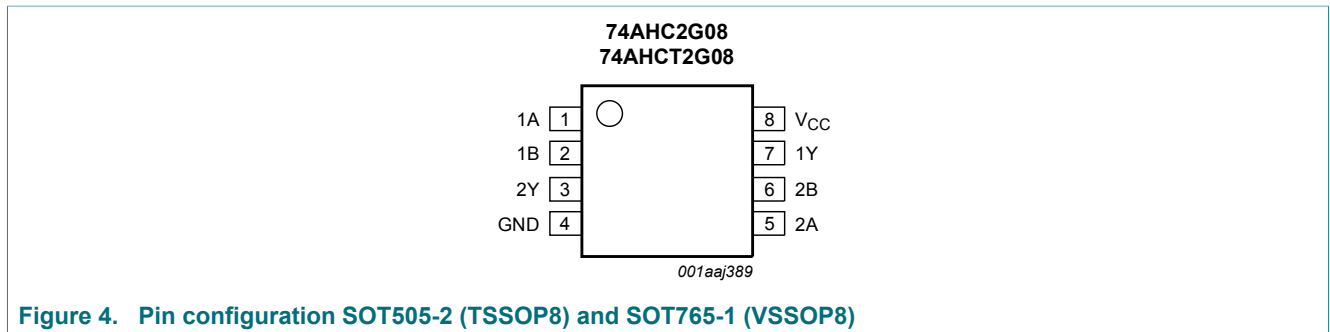 74AHC2G08
74AHCT2G08
1A 1 8 VCC
1B 2 7 1Y
2Y 3 6 2B
GND 4 5 2A
001aaj389
Figure 4. Pin configuration SOT505-2 (TSSOP8) and SOT765-1 (VSSOP8)